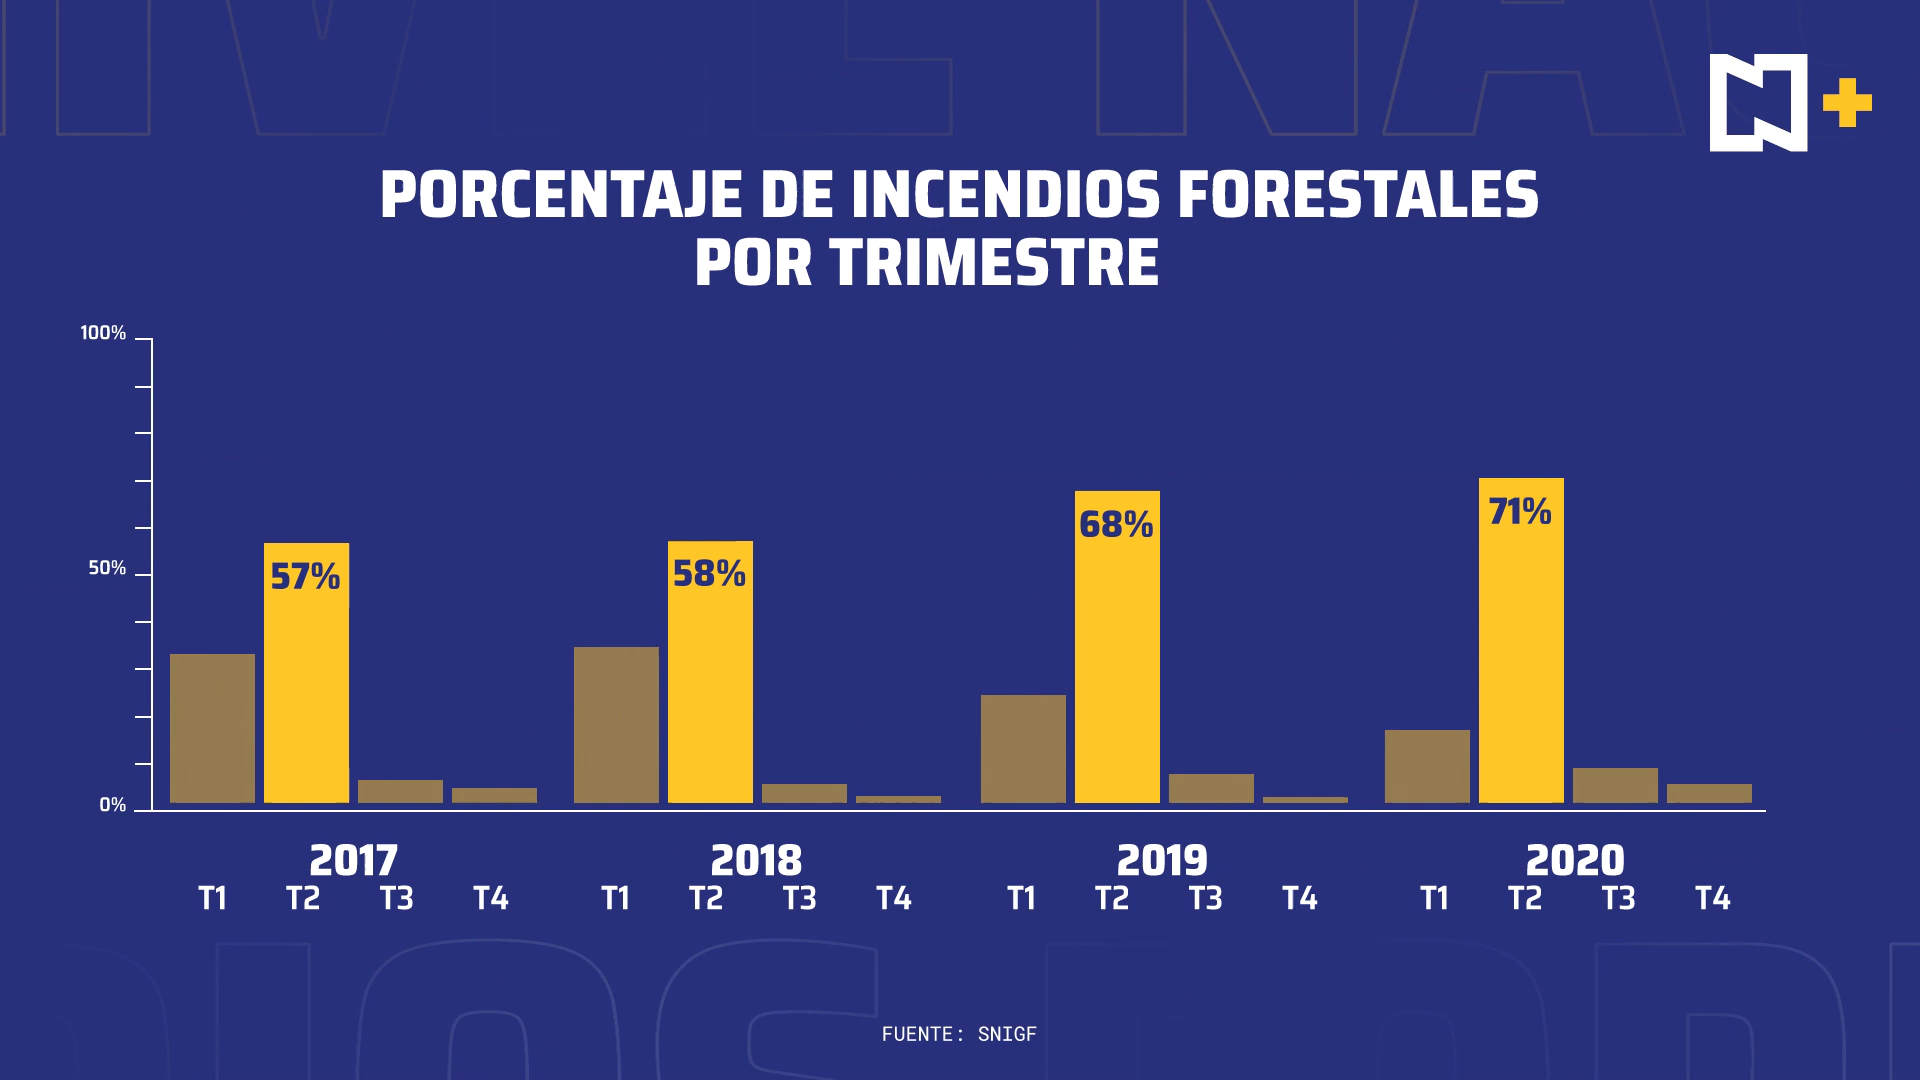 N+
PORCENTAJE DE INCENDIOS FORESTALES
POR TRIMESTRE
100%
50%
0%
57%
58%
68%
71%
2017
2018
2019
2020
T1 T2 T3 T4 T1 T2 T3 T4 T1 T2 T3 T4 T1 T2 T3 T4
FUENTE: SNIGF